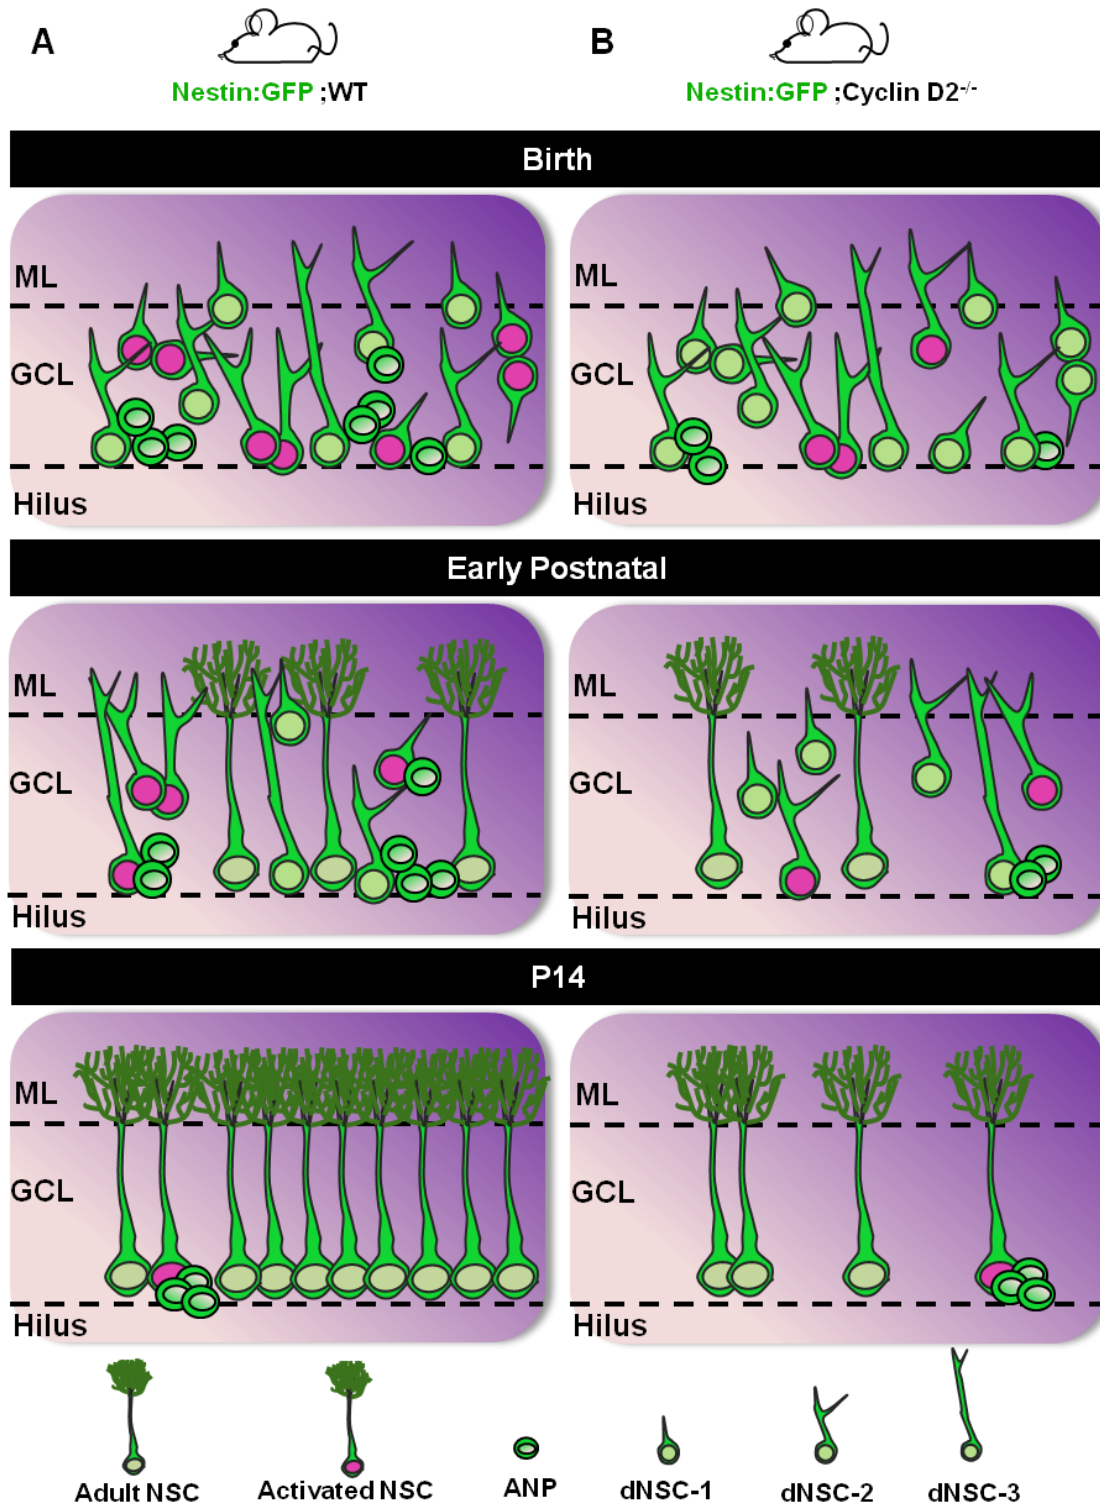 A
B
Nestin:GFP ;WT
Nestin:GFP ;Cyclin D2-/-
Birth
ML
GCL
Hilus
ML
GCL
Hilus
Early Postnatal
ML
GCL
Hilus
ML
GCL
Hilus
P14
ML
GCL
Hilus
ML
GCL
Hilus
Adult NSC
Activated NSC
ANP
dNSC-1
dNSC-2
dNSC-3